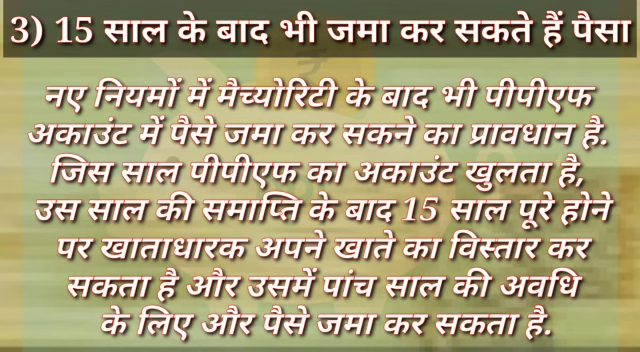 3) 15 साल के बाद भी जमा कर सकते हैं पैसा
नए नियमों में मैच्योरिटी के बाद भी पीपीएफ
अकाउंट में पैसे जमा कर सकने का प्रावधान है.
जिस साल पीपीएफ का अकाउंट खुलता है,
उस साल की समाप्ति के बाद 15 साल पूरे होने
पर खाताधारक अपने खाते का विस्तार कर
सकता है और उसमें पांच साल की अवधि
के लिए और पैसे जमा कर सकता है.